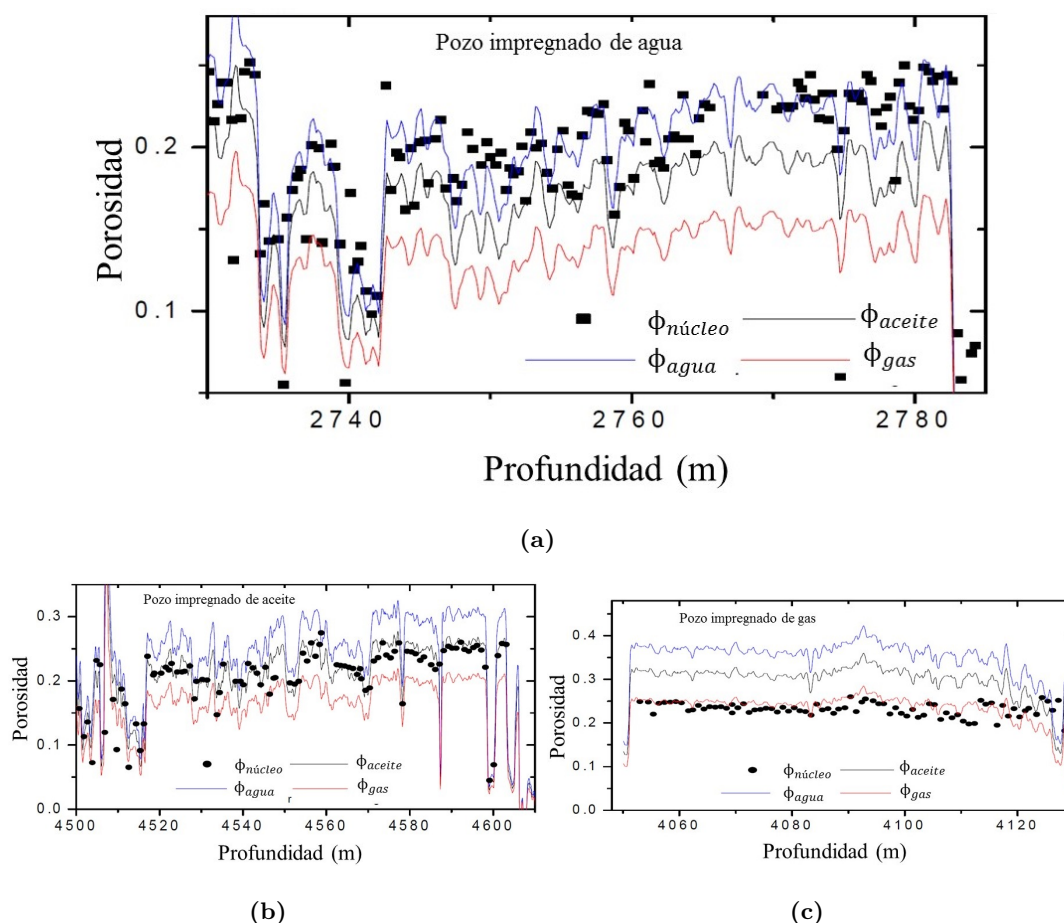 Pozo impregnado de agua
Porosidad
0.2
0.1
ϕnúcleo ϕaceite
ϕagua ϕgas
2740 2760 2780
Profundidad (m)
(a)
Pozo impregnado de aceite
Porosidad
0.3
0.2
0.1
0.0
ϕnúcleo ϕaceite
ϕagua ϕgas
4500 4520 4540 4560 4580 4600
Profundidad (m)
(b)
Pozo impregnado de gas
Porosidad
0.4
0.3
0.2
0.1
0.0
ϕnúcleo ϕaceite
ϕagua ϕgas
4060 4080 4100 4120
Profundidad (m)
(c)